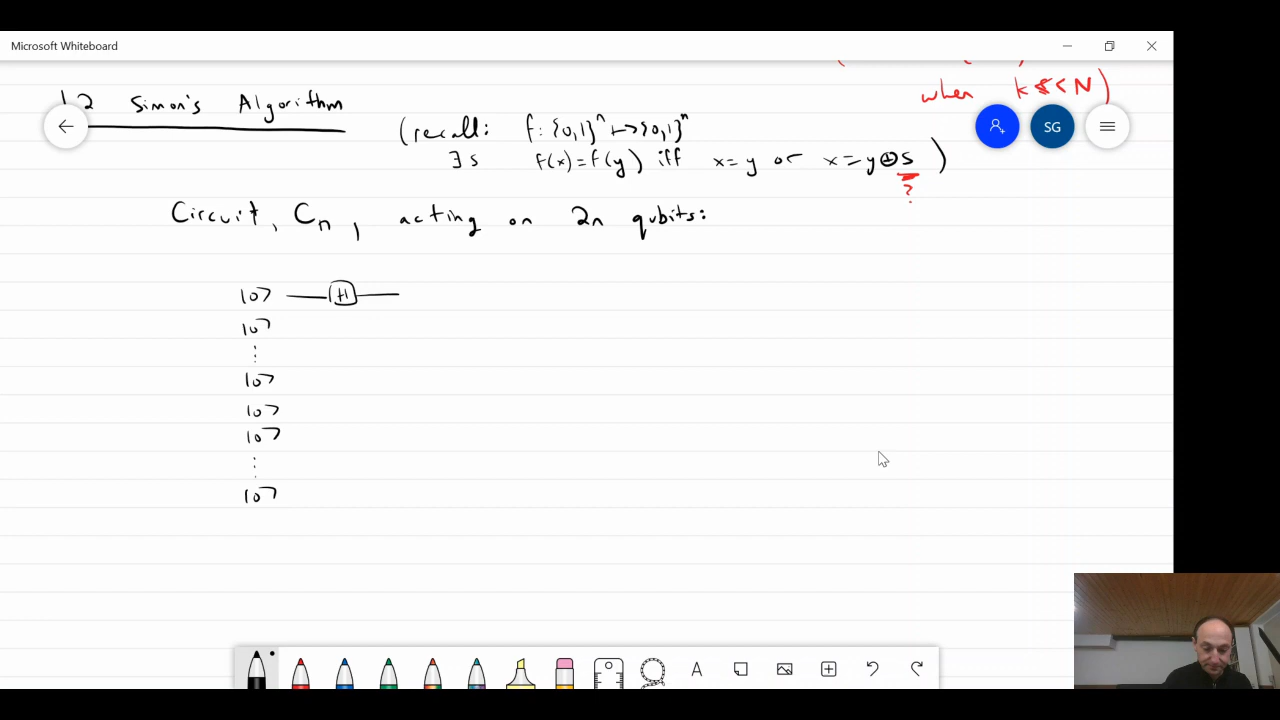 Microsoft Whiteboard
when k << N)
1.2 Simon's Algorithm
(recall: f: {0,1}ⁿ ↦ {0,1}ⁿ
∃ s f(x) = f(y) iff x = y or x = y ⊕ s )
?
SG
Circuit, Cₙ, acting on 2n qubits:
|0⟩ H
|0⟩
⋮
|0⟩
|0⟩
|0⟩
⋮
|0⟩
A